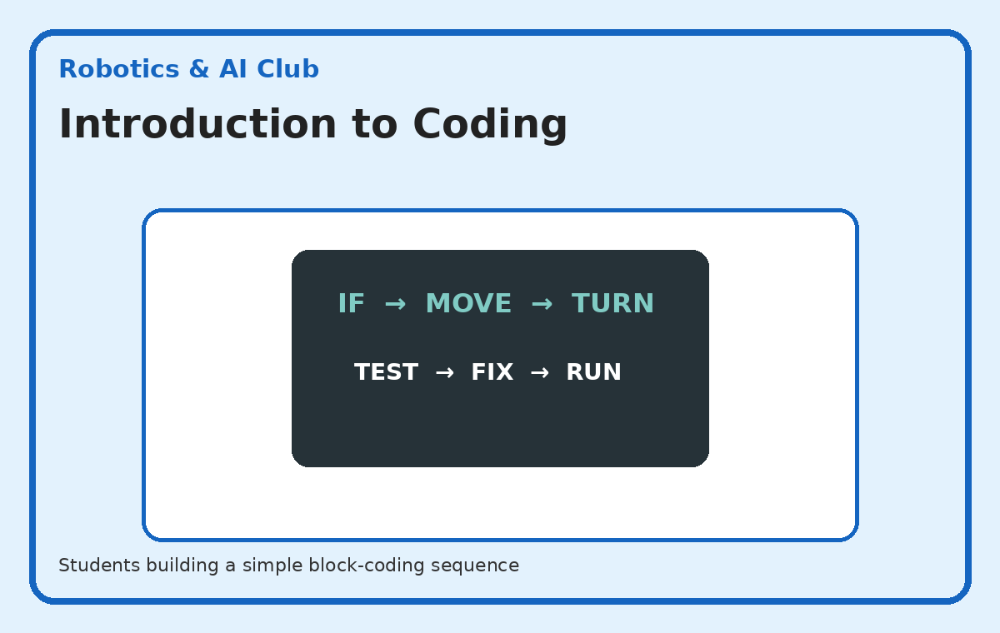 Robotics & AI Club
Introduction to Coding
IF → MOVE → TURN
TEST → FIX → RUN
Students building a simple block-coding sequence